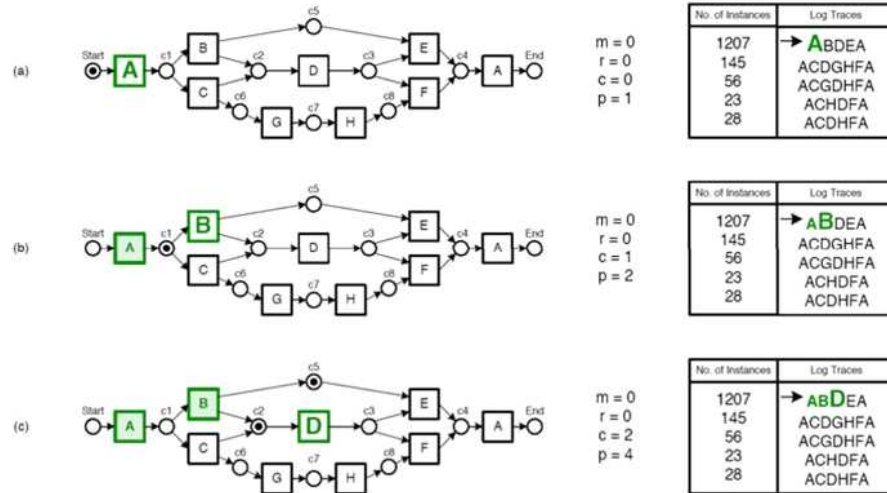 (a)
Start
A
c1
B
C
c5
c2
D
c3
c6
G
c7
H
c8
E
F
c4
A
End
m = 0
r = 0
c = 0
p = 1
No. of Instances Log Traces
1207 ABDEA
145 ACDGHFA
56 ACGDHFA
23 ACHDFA
28 ACDHFA
(b)
Start
A
c1
B
C
c5
c2
D
c3
c6
G
c7
H
c8
E
F
c4
A
End
m = 0
r = 0
c = 1
p = 2
No. of Instances Log Traces
1207 ABDEA
145 ACDGHFA
56 ACGDHFA
23 ACHDFA
28 ACDHFA
(c)
Start
A
c1
B
C
c5
c2
D
c3
c6
G
c7
H
c8
E
F
c4
A
End
m = 0
r = 0
c = 2
p = 4
No. of Instances Log Traces
1207 ABDEA
145 ACDGHFA
56 ACGDHFA
23 ACHDFA
28 ACDHFA